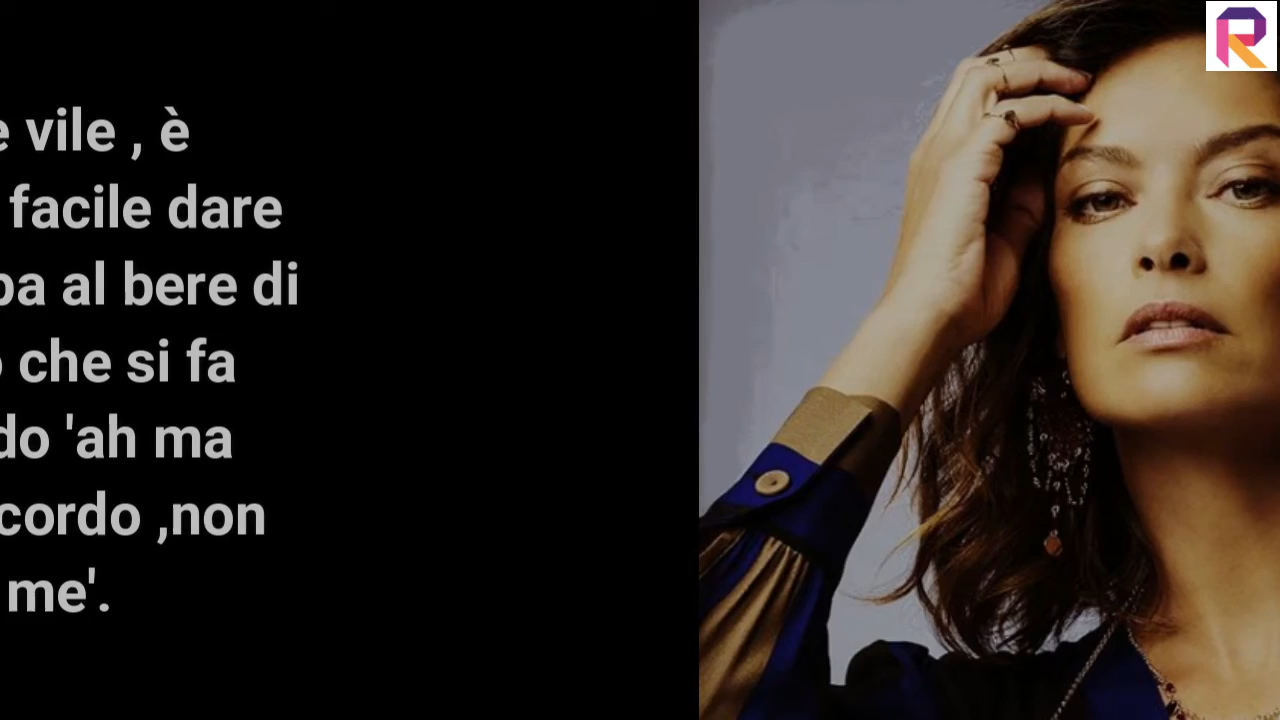 e vile , è
facile dare
pa al bere di
o che si fa
do 'ah ma
cordo ,non
me'.
R